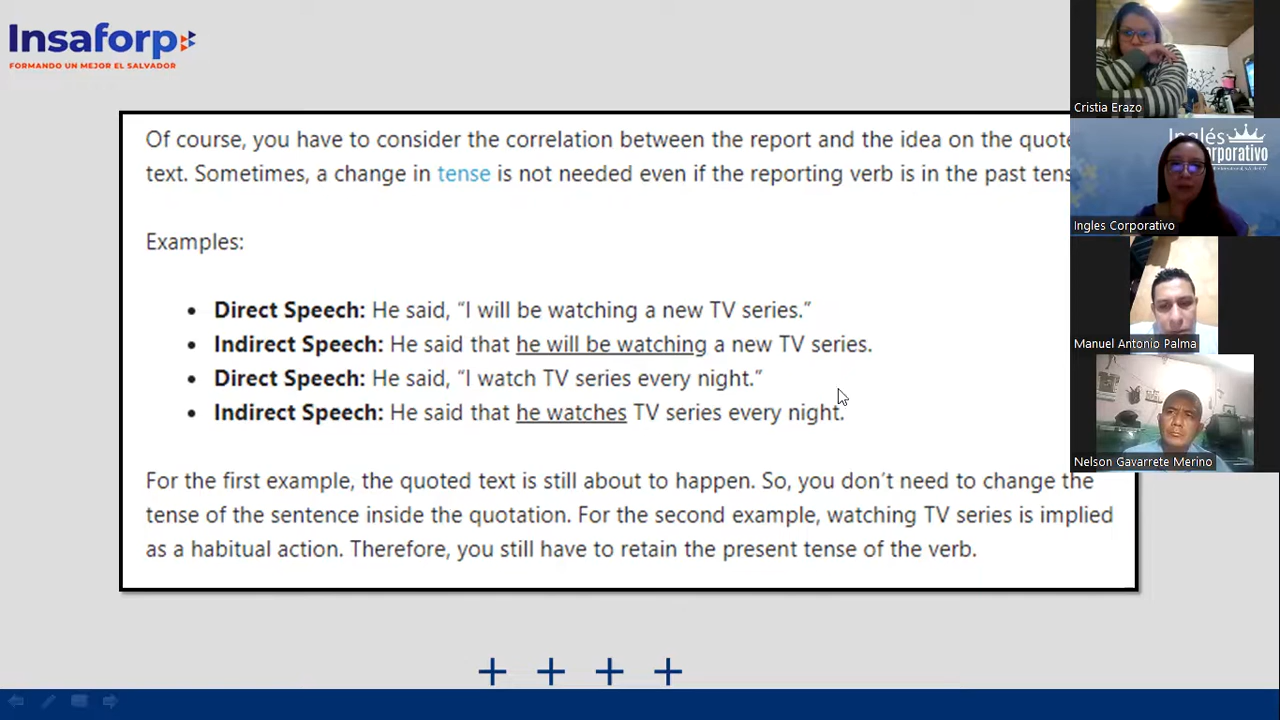 Insaforp
FORMANDO UN MEJOR EL SALVADOR
Of course, you have to consider the correlation between the report and the idea on the quote
text. Sometimes, a change in tense is not needed even if the reporting verb is in the past tens
Examples:
• Direct Speech: He said, “I will be watching a new TV series.”
• Indirect Speech: He said that he will be watching a new TV series.
• Direct Speech: He said, “I watch TV series every night.”
• Indirect Speech: He said that he watches TV series every night.
For the first example, the quoted text is still about to happen. So, you don’t need to change the
tense of the sentence inside the quotation. For the second example, watching TV series is implied
as a habitual action. Therefore, you still have to retain the present tense of the verb.
+ + + +
Cristia Erazo
Inglés
Corporativo
Ingles Corporativo
Manuel Antonio Palma
Nelson Gavarrete Merino